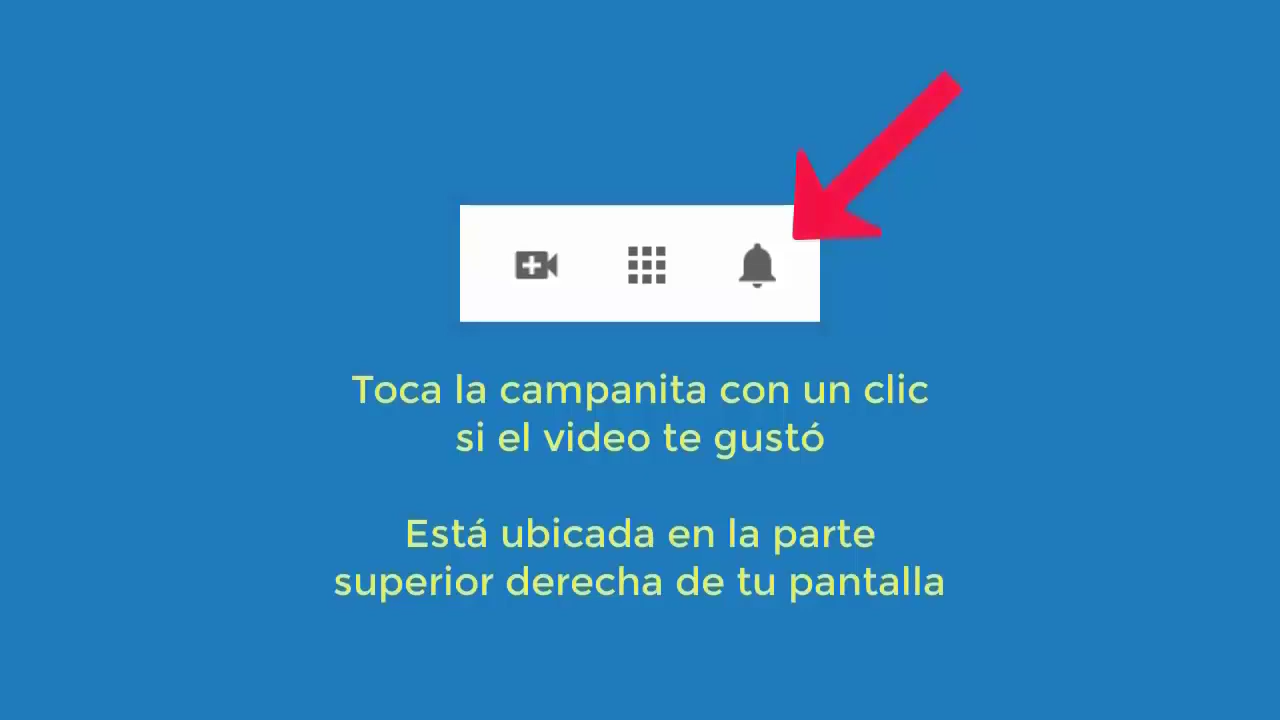 Toca la campanita con un clic
si el video te gustó
Está ubicada en la parte
superior derecha de tu pantalla